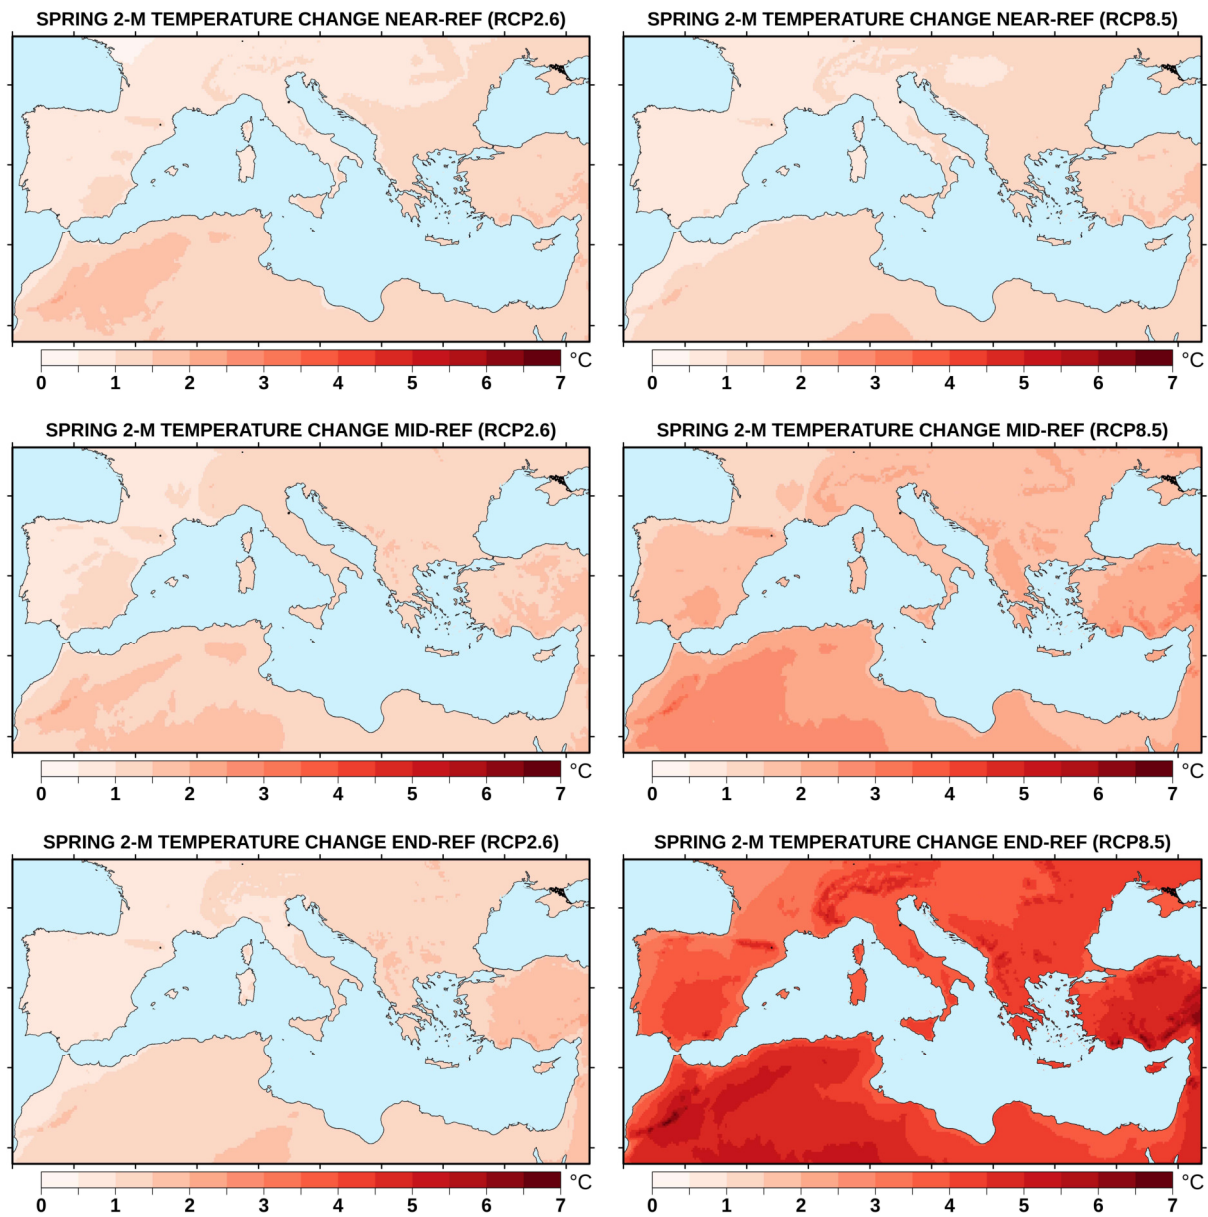 SPRING 2-M TEMPERATURE CHANGE NEAR-REF (RCP2.6)
SPRING 2-M TEMPERATURE CHANGE NEAR-REF (RCP8.5)
0 1 2 3 4 5 6 7 °C
0 1 2 3 4 5 6 7 °C
SPRING 2-M TEMPERATURE CHANGE MID-REF (RCP2.6)
SPRING 2-M TEMPERATURE CHANGE MID-REF (RCP8.5)
0 1 2 3 4 5 6 7 °C
0 1 2 3 4 5 6 7 °C
SPRING 2-M TEMPERATURE CHANGE END-REF (RCP2.6)
SPRING 2-M TEMPERATURE CHANGE END-REF (RCP8.5)
0 1 2 3 4 5 6 7 °C
0 1 2 3 4 5 6 7 °C